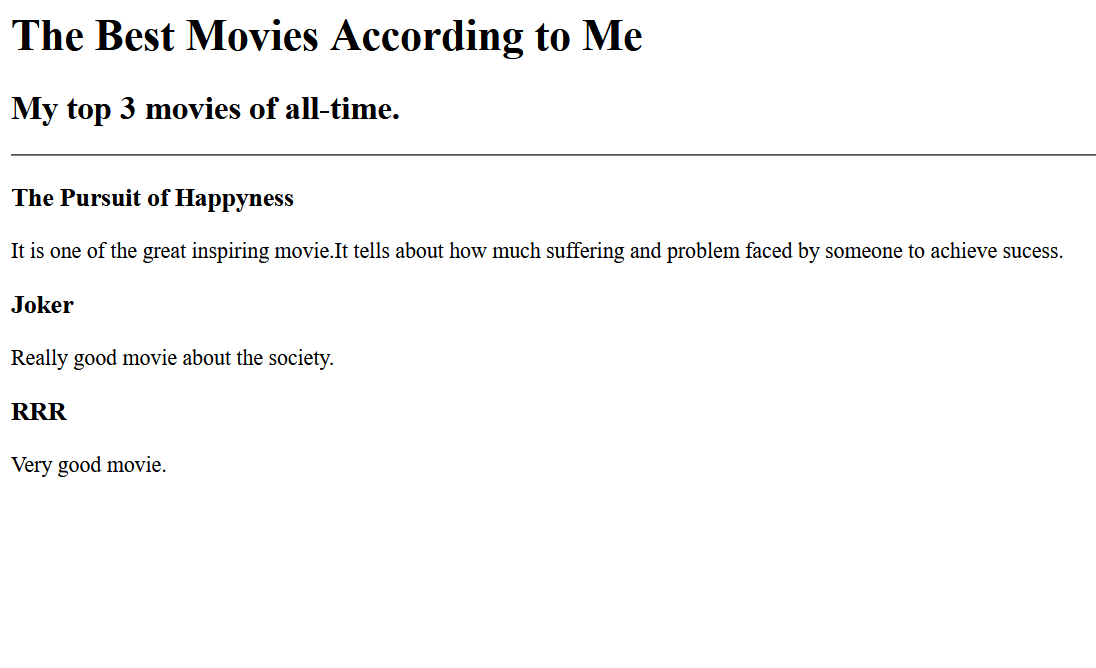 The Best Movies According to Me
My top 3 movies of all-time.
The Pursuit of Happyness
It is one of the great inspiring movie.It tells about how much suffering and problem faced by someone to achieve sucess.
Joker
Really good movie about the society.
RRR
Very good movie.